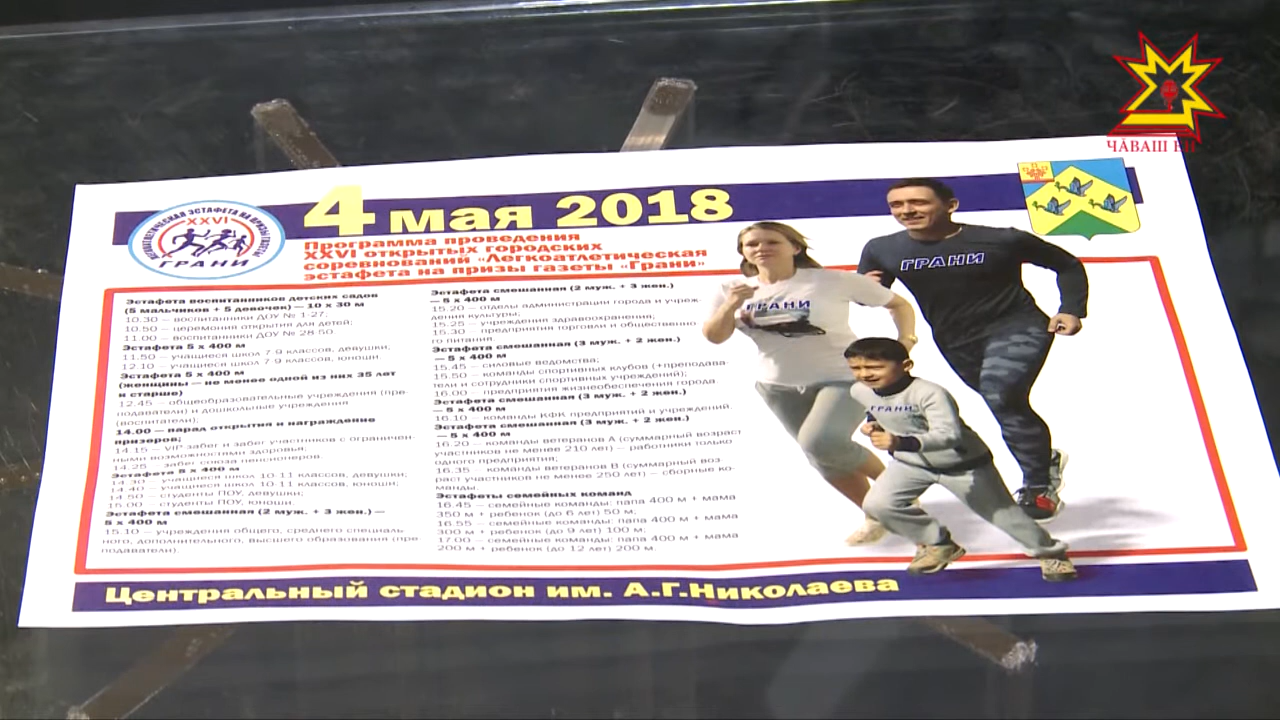 ЧӐВАШ ЕН
ЛЕГКОАТЛЕТИЧЕСКАЯ ЭСТАФЕТА НА ПРИЗЫ ГАЗЕТЫ
XXVI
ГРАНИ
4 мая 2018
Программа проведения
XXVI открытых городских
соревнований «Легкоатлетическая
эстафета на призы газеты «Грани»
Эстафета воспитанников детских садов
(5 мальчиков + 5 девочек) — 10 х 30 м
10.30 — воспитанники ДОУ № 1-27;
10.50 — церемония открытия для детей;
11.00 — воспитанники ДОУ № 28-50.
Эстафета 5 х 400 м
11.50 — учащиеся школ 7-9 классов, девушки;
12.10 — учащиеся школ 7-9 классов, юноши.
Эстафета 5 х 400 м
(женщины — не менее одной из них 35 лет
и старше)
12.45 — общеобразовательные учреждения (пре-
подаватели) и дошкольные учреждения
(воспитатели).
14.00 — парад открытия и награждение
призеров;
14.15 — VIP забег и забег участников с ограничен-
ными возможностями здоровья;
14.25 — забег союза пенсионеров.
Эстафета 8 х 400 м
14.30 — учащиеся школ 10-11 классов, девушки;
14.40 — учащиеся школ 10-11 классов, юноши;
14.50 — студенты ПОУ, девушки;
15.00 — студенты ПОУ, юноши.
Эстафета смешанная (2 муж. + 3 жен.) —
5 х 400 м
15.10 — учреждения общего, среднего специаль-
ного, дополнительного, высшего образования (пре-
подаватели).
Эстафета смешанная (2 муж. + 3 жен.)
— 5 х 400 м
15.20 — отделы администрации города и учреж-
дения культуры;
15.25 — учреждения здравоохранения;
15.30 — предприятия торговли и общественно
го питания.
Эстафета смешанная (3 муж. + 2 жен.)
— 5 х 400 м
15.45 — силовые ведомства;
15.50 — команды спортивных клубов (+преподава-
тели и сотрудники спортивных учреждений);
16.00 — предприятия жизнеобеспечения города.
Эстафета смешанная (3 муж. + 2 жен.)
— 5 х 400 м
16.10 — команды КФК предприятий и учреждений.
Эстафета смешанная (3 муж. + 2 жен.)
— 5 х 400 м
16.20 — команды ветеранов А (суммарный возраст
участников не менее 210 лет) — работники только
одного предприятия;
16.35 — команды ветеранов В (суммарный воз-
раст участников не менее 250 лет) — сборные ко-
манды.
Эстафеты семейных команд
16.45 — семейные команды: папа 400 м + мама
350 м + ребенок (до 6 лет) 50 м;
16.55 — семейные команды: папа 400 м + мама
300 м + ребенок (до 9 лет) 100 м;
17.00 — семейные команды: папа 400 м + мама
200 м + ребенок (до 12 лет) 200 м.
ГРАНИ
ГРАНИ
ГРАНИ
Центральный стадион им. А.Г.Николаева